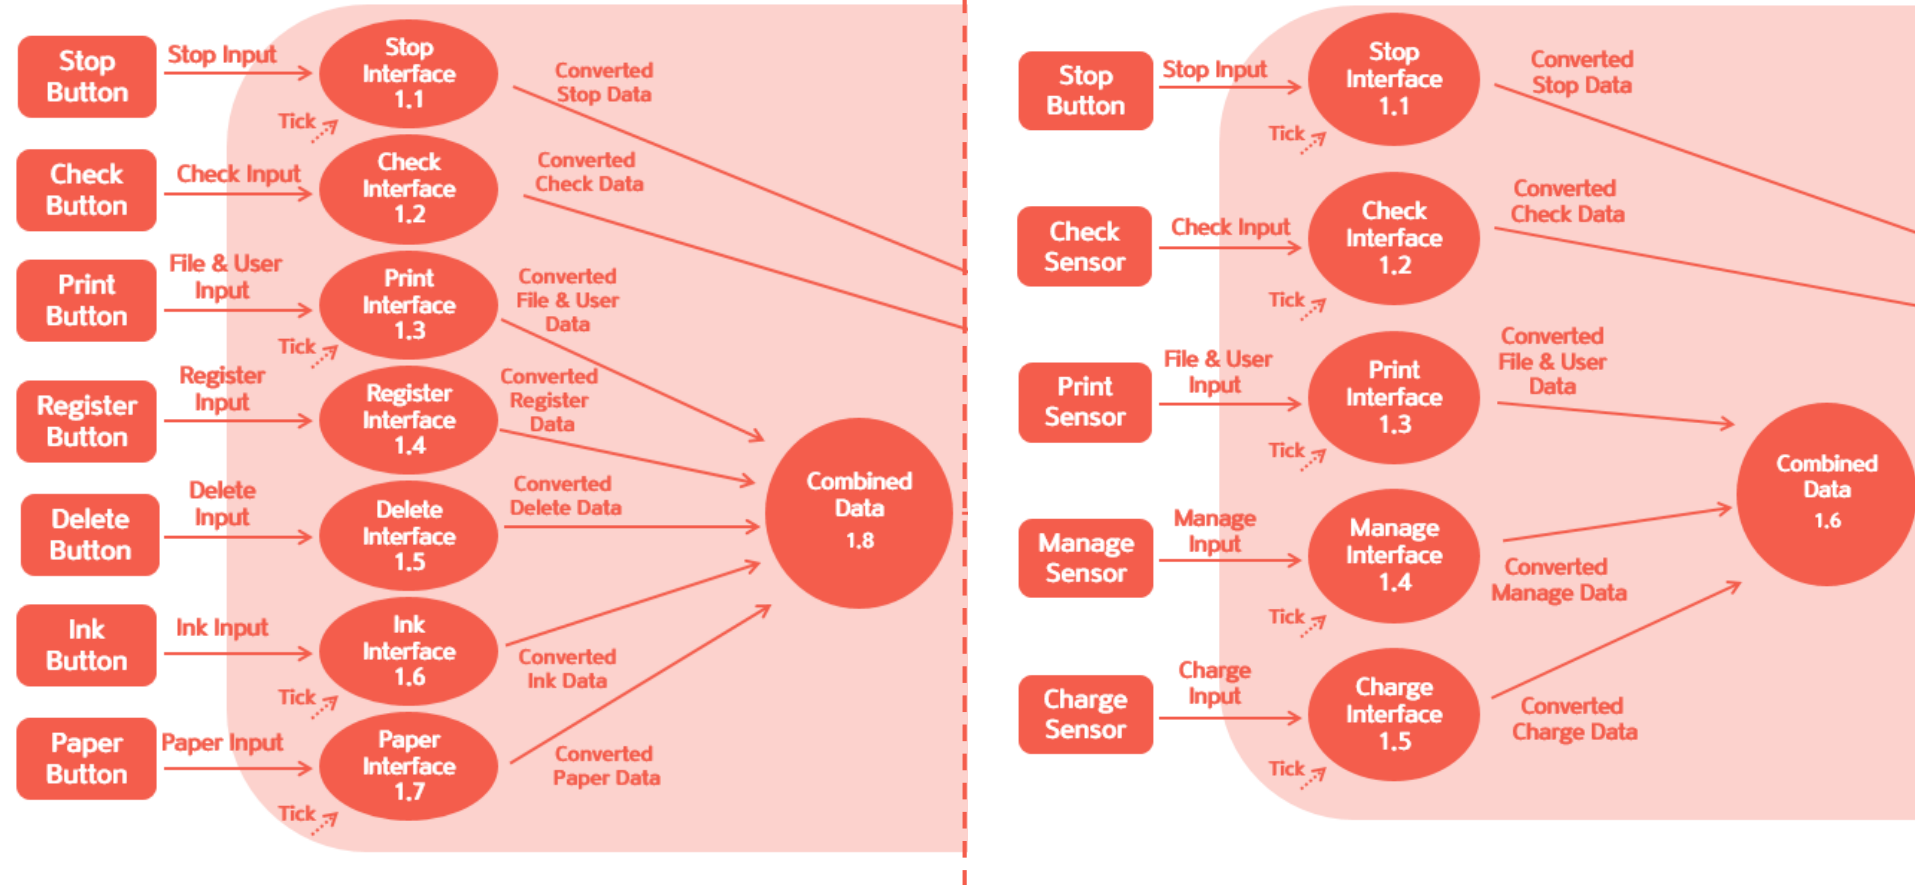 Stop
Button
Stop Input
Stop
Interface
1.1
Tick
Converted
Stop Data
Check
Button
Check Input
Check
Interface
1.2
Converted
Check Data
Print
Button
File & User
Input
Print
Interface
1.3
Tick
Converted
File & User
Data
Register
Button
Register
Input
Register
Interface
1.4
Converted
Register
Data
Delete
Button
Delete
Input
Delete
Interface
1.5
Converted
Delete Data
Ink
Button
Ink Input
Ink
Interface
1.6
Tick
Converted
Ink Data
Paper
Button
Paper Input
Paper
Interface
1.7
Tick
Converted
Paper Data
Combined
Data
1.8
Stop
Button
Stop Input
Stop
Interface
1.1
Tick
Converted
Stop Data
Check
Sensor
Check Input
Check
Interface
1.2
Tick
Converted
Check Data
Print
Sensor
File & User
Input
Print
Interface
1.3
Tick
Converted
File & User
Data
Manage
Sensor
Manage
Input
Manage
Interface
1.4
Tick
Converted
Manage Data
Charge
Sensor
Charge
Input
Charge
Interface
1.5
Tick
Converted
Charge Data
Combined
Data
1.6